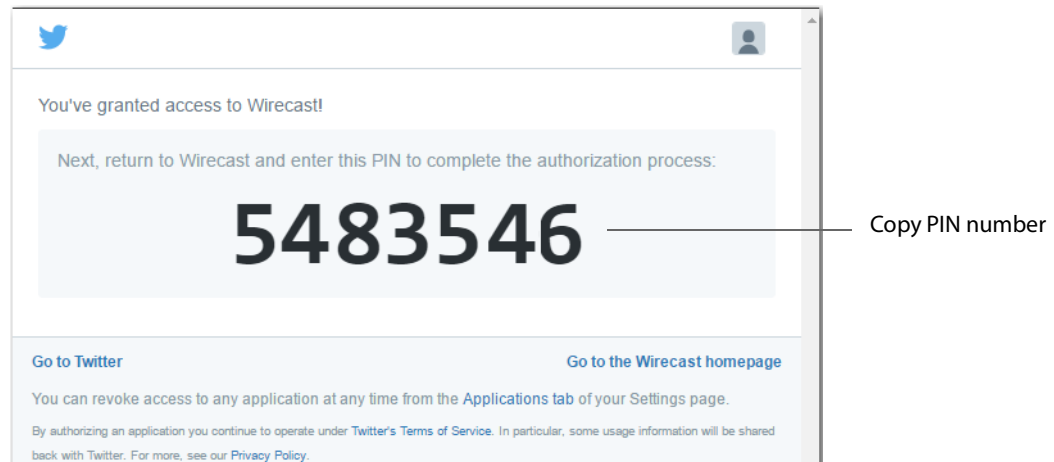 You've granted access to Wirecast!
Next, return to Wirecast and enter this PIN to complete the authorization process:
5483546
Copy PIN number
Go to Twitter
Go to the Wirecast homepage
You can revoke access to any application at any time from the Applications tab of your Settings page.
By authorizing an application you continue to operate under Twitter's Terms of Service. In particular, some usage information will be shared
back with Twitter. For more, see our Privacy Policy.